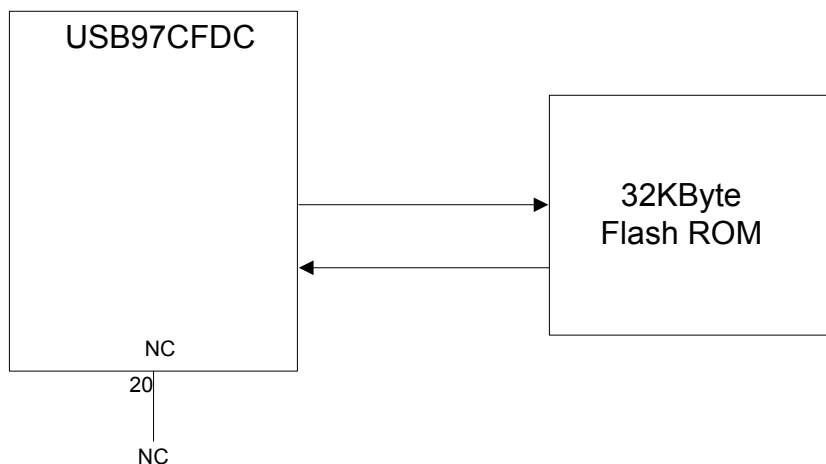 USB97CFDC
32KByte
Flash ROM
NC
20
NC